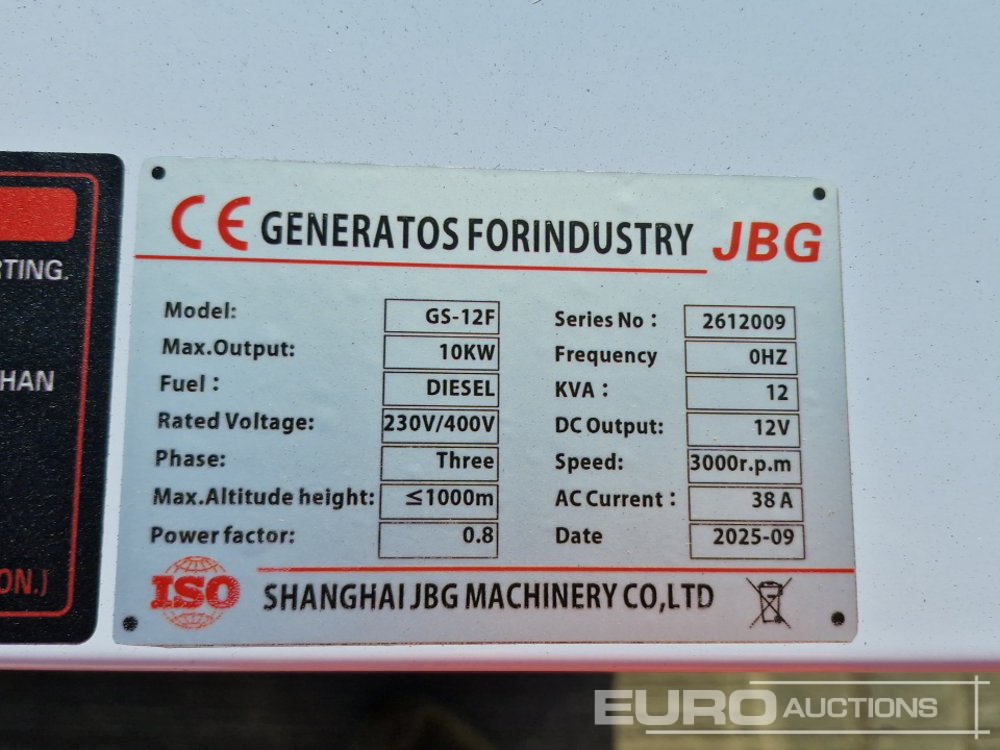 RTING.
HAN
ON.)
CE GENERATOS FORINDUSTRY JBG
Model: GS-12F Series No : 2612009
Max.Output: 10KW Frequency 0HZ
Fuel : DIESEL KVA : 12
Rated Voltage: 230V/400V DC Output: 12V
Phase: Three Speed: 3000r.p.m
Max.Altitude height: ≤1000m AC Current : 38 A
Power factor: 0.8 Date 2025-09
ISO SHANGHAI JBG MACHINERY CO,LTD
EURO AUCTIONS